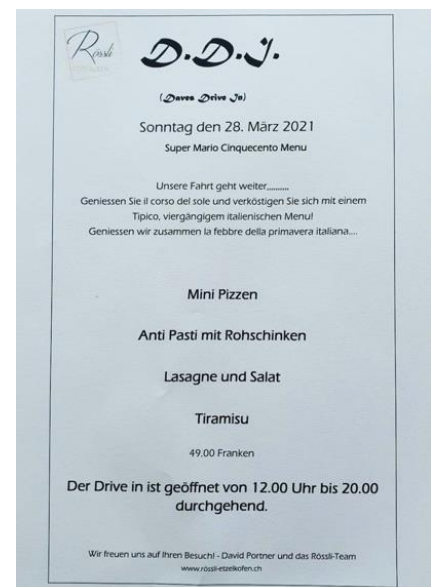 Rössli
D.D.I.
(Daves Drive In)
Sonntag den 28. März 2021
Super Mario Cinquecento Menu
Unsere Fahrt geht weiter..........
Geniessen Sie il corso del sole und verköstigen Sie sich mit einem
Tipico, viergängigem italienischen Menu!
Geniessen wir zusammen la febbre della primavera italiana....
Mini Pizzen
Anti Pasti mit Rohschinken
Lasagne und Salat
Tiramisu
49.00 Franken
Der Drive in ist geöffnet von 12.00 Uhr bis 20.00
durchgehend.
Wir freuen uns auf Ihren Besuch! - David Portner und das Rössli-Team
www.rössli-etzelkofen.ch